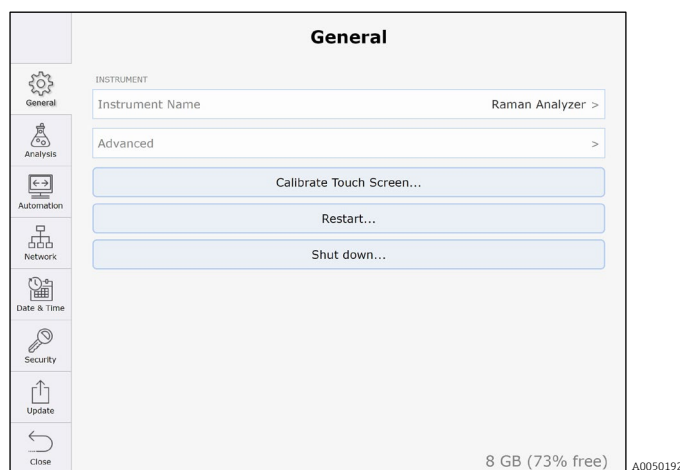 General
INSTRUMENT
Instrument Name Raman Analyzer >
Advanced >
Calibrate Touch Screen...
Restart...
Shut down...
General
Analysis
Automation
Network
Date & Time
Security
Update
Close
8 GB (73% free)
A0050192